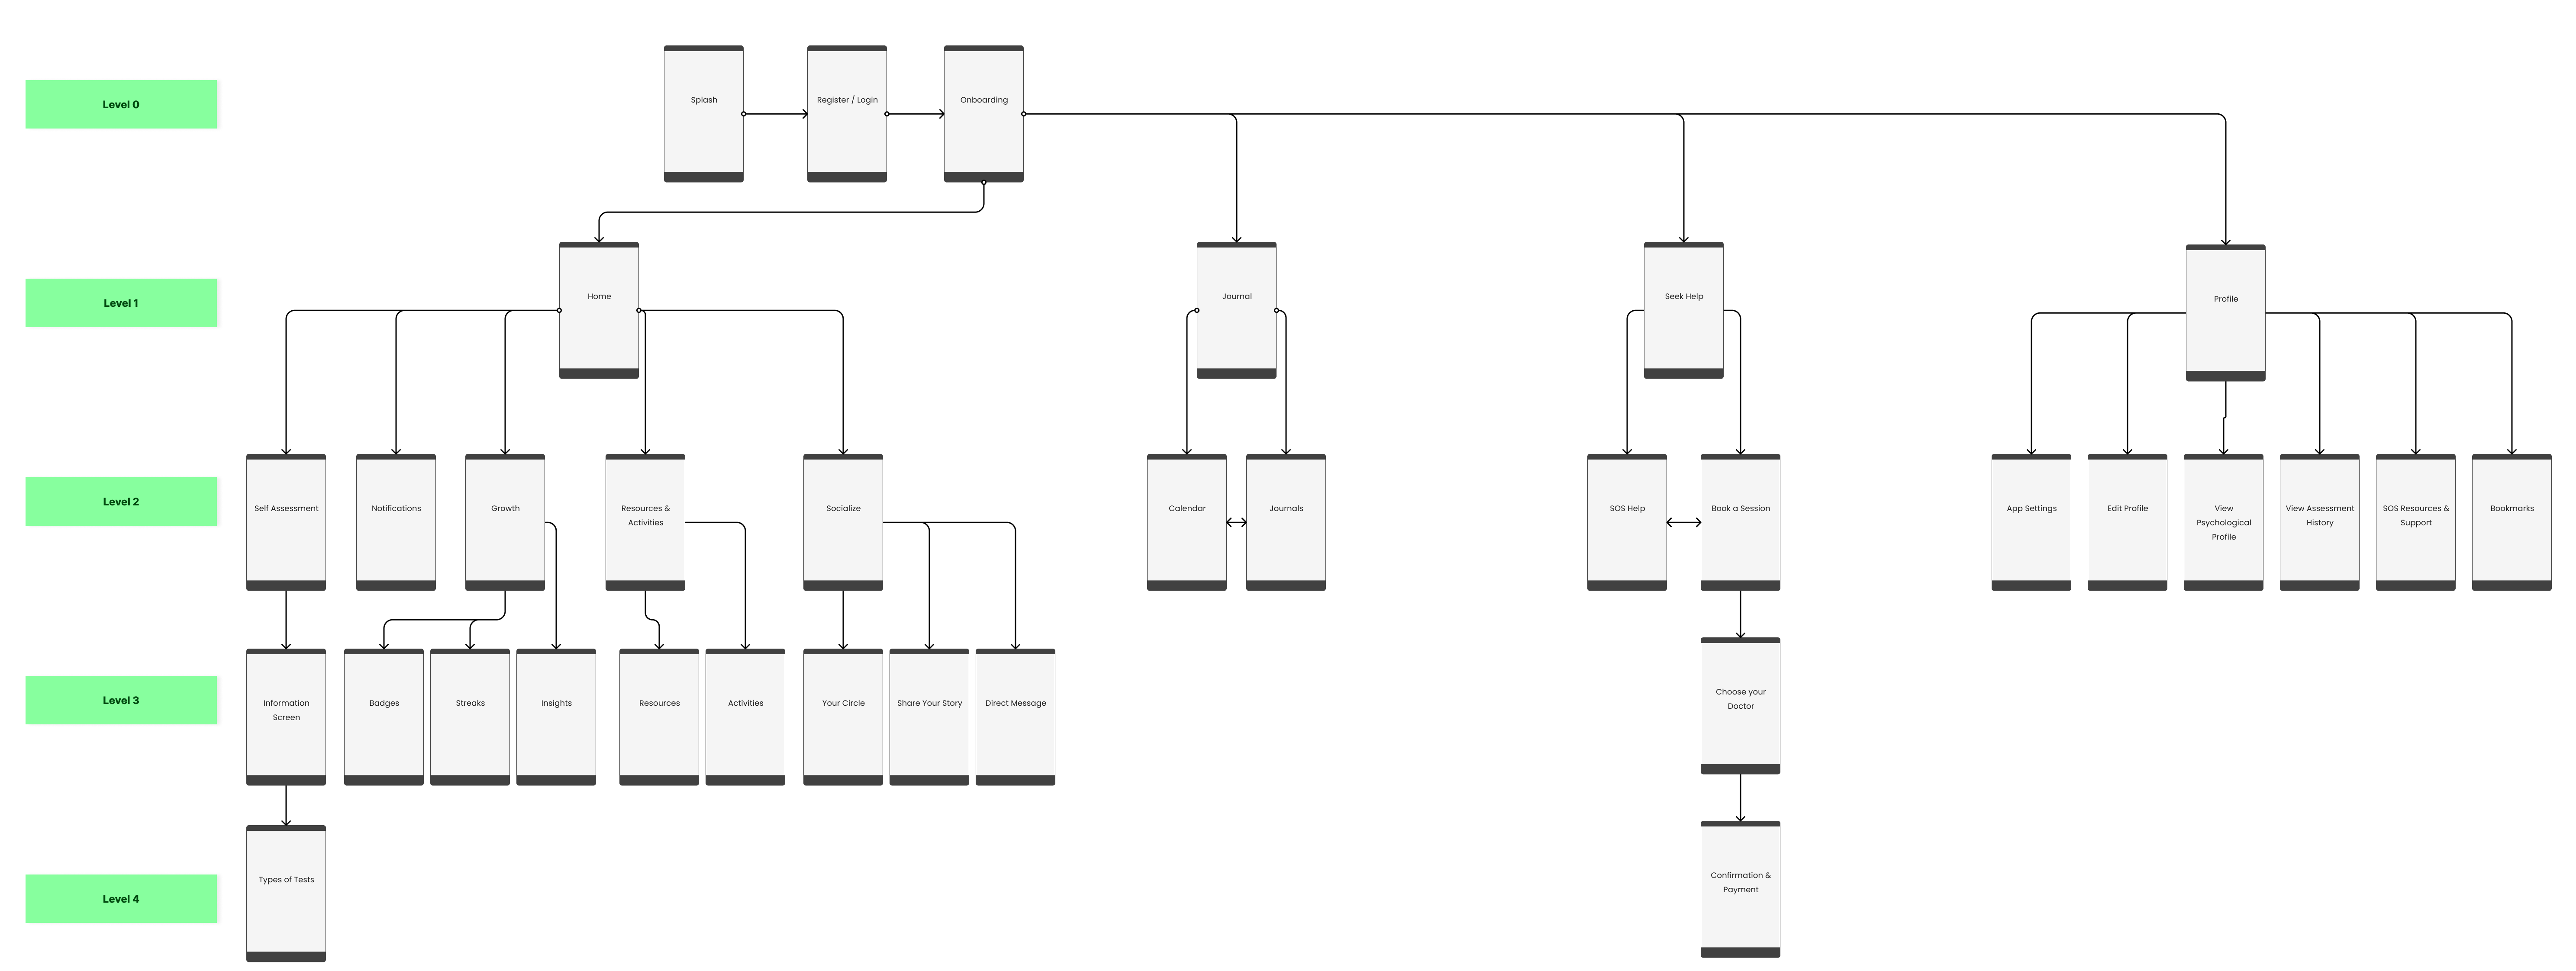 Level 0
Splash
Register / Login
Onboarding
Level 1
Home
Journal
Seek Help
Profile
Level 2
Self Assessment
Notifications
Growth
Resources &
Activities
Socialize
Calendar
Journals
SOS Help
Book a Session
App Settings
Edit Profile
View
Psychological
Profile
View Assessment
History
SOS Resources &
Support
Bookmarks
Level 3
Information
Screen
Badges
Streaks
Insights
Resources
Activities
Your Circle
Share Your Story
Direct Message
Choose your
Doctor
Level 4
Types of Tests
Confirmation &
Payment